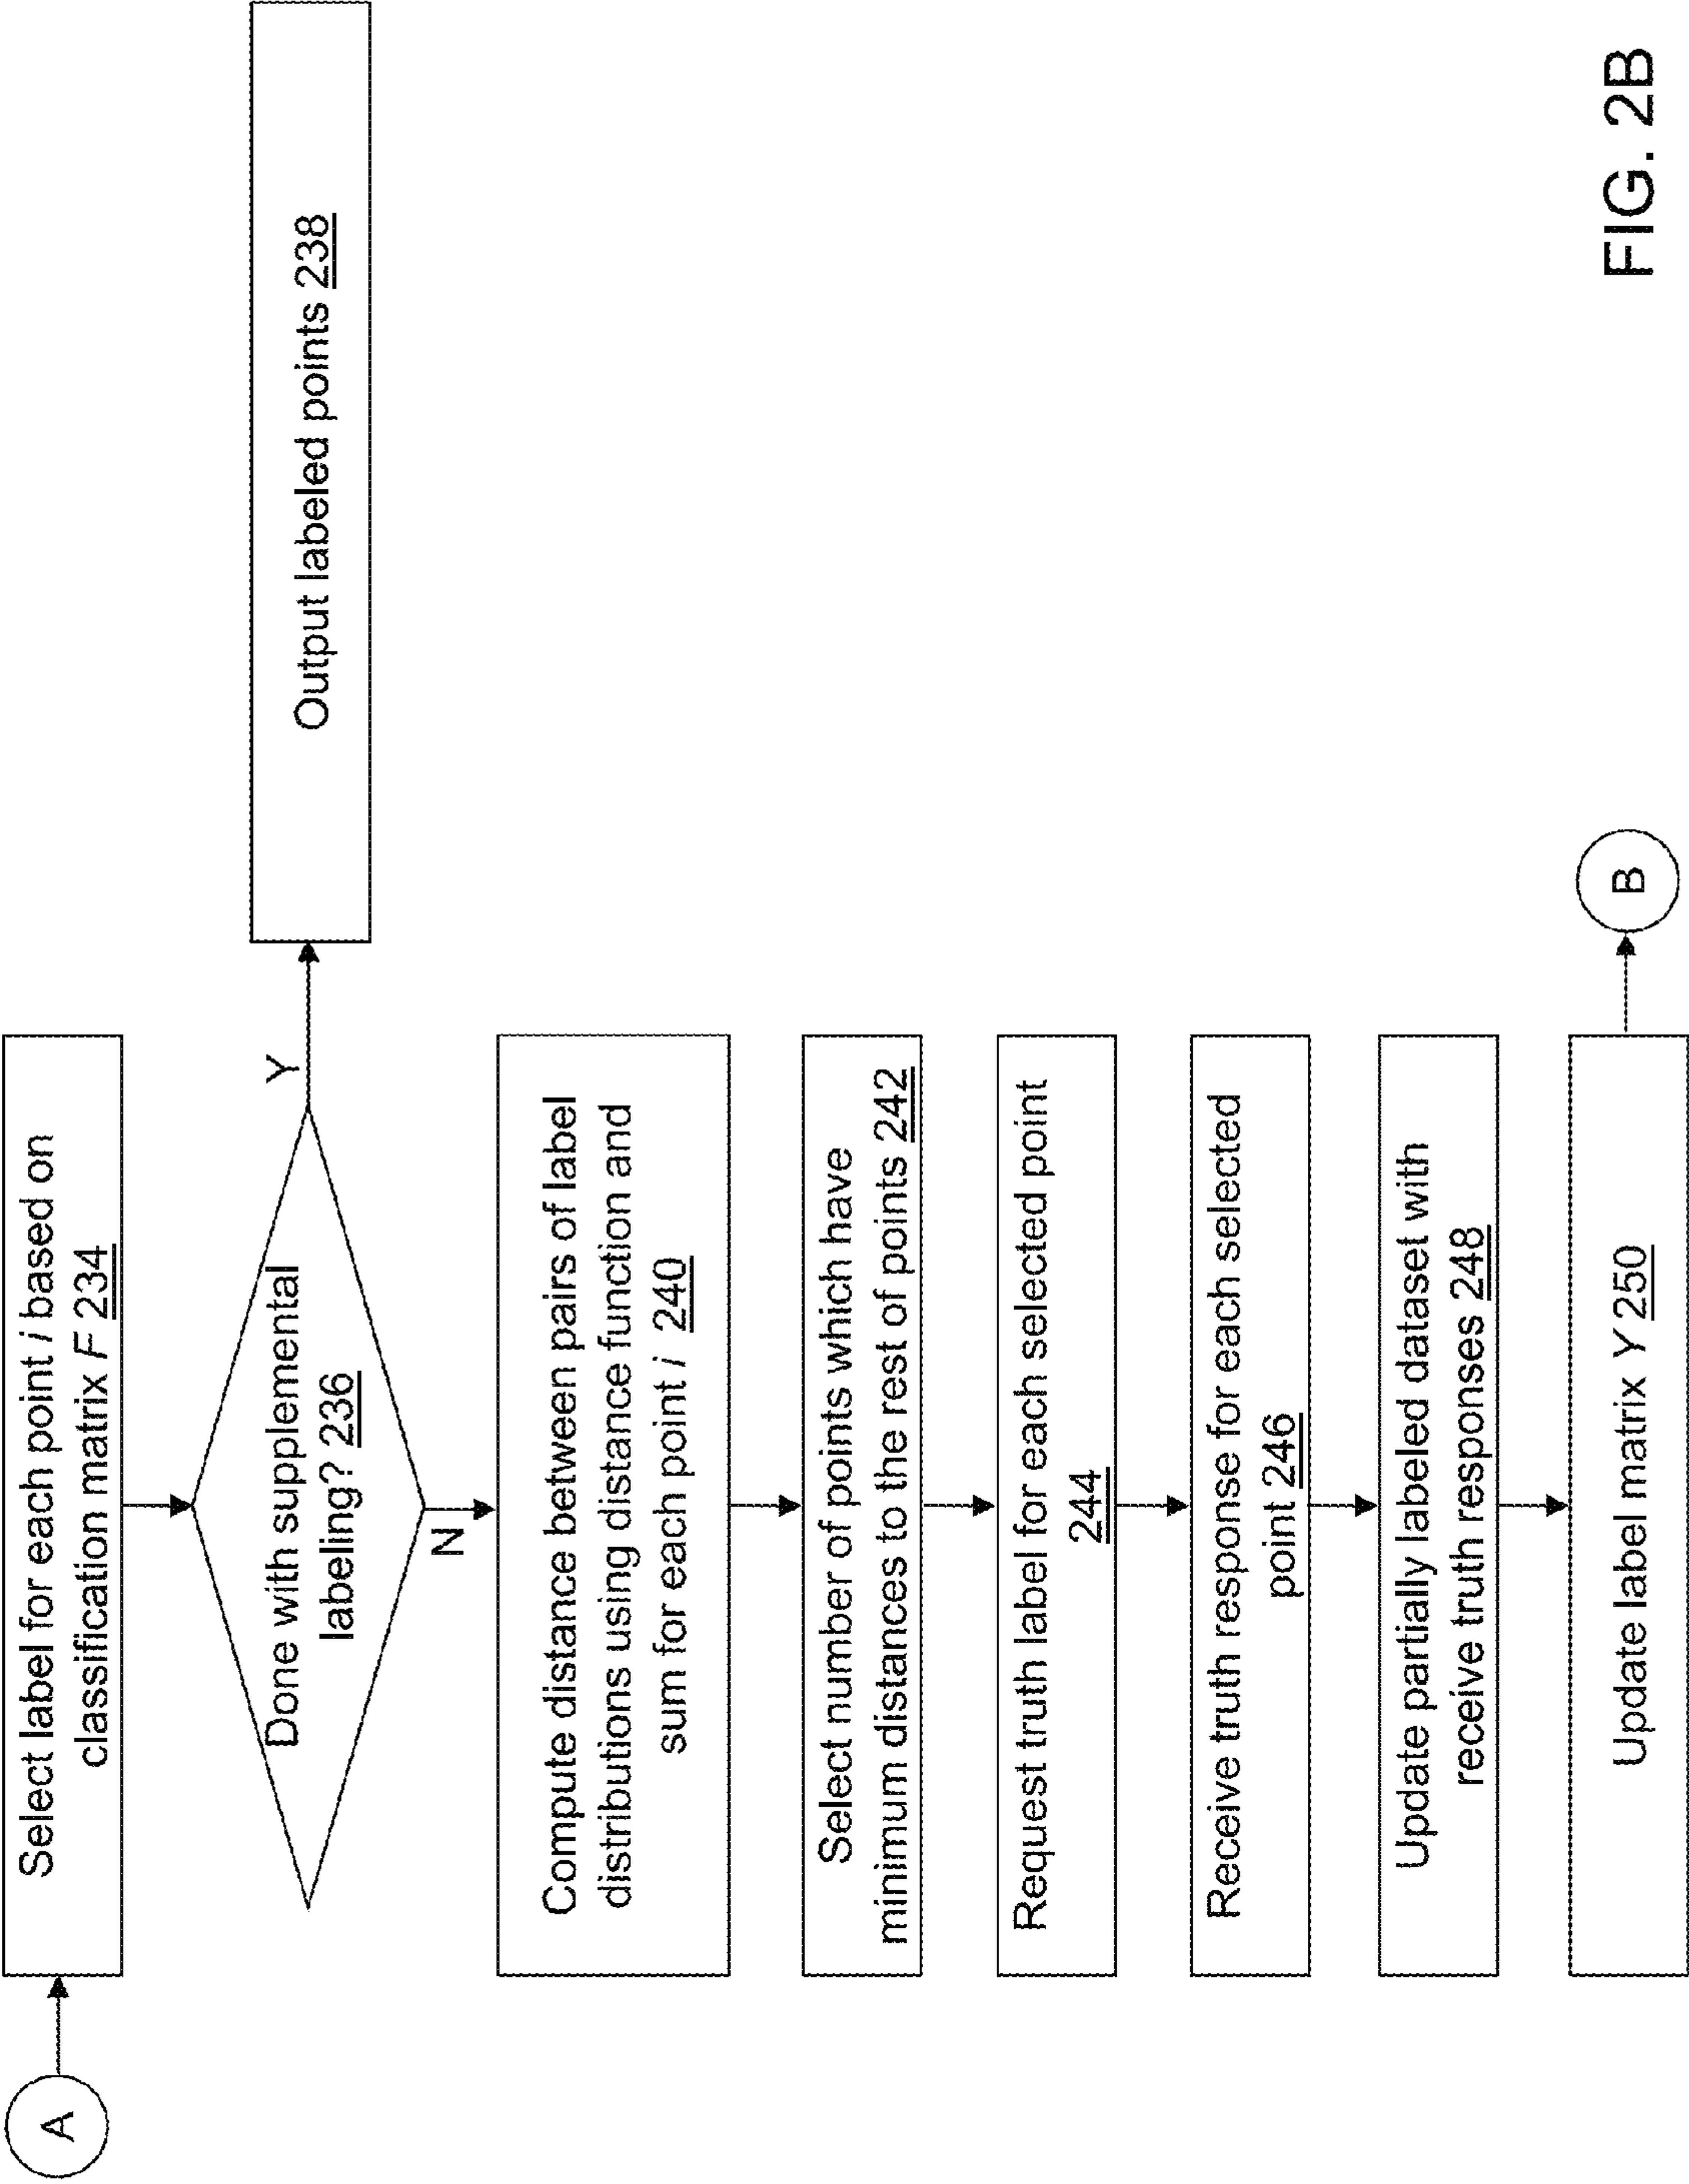 A
Select label for each point i based on
classification matrix F 234
Done with supplemental
labeling? 236
Y
Output labeled points 238
N
Compute distance between pairs of label
distributions using distance function and
sum for each point i 240
Select number of points which have
minimum distances to the rest of points 242
Request truth label for each selected point
244
Receive truth response for each selected
point 246
Update partially labeled dataset with
receive truth responses 248
Update label matrix Y 250
B
FIG. 2B